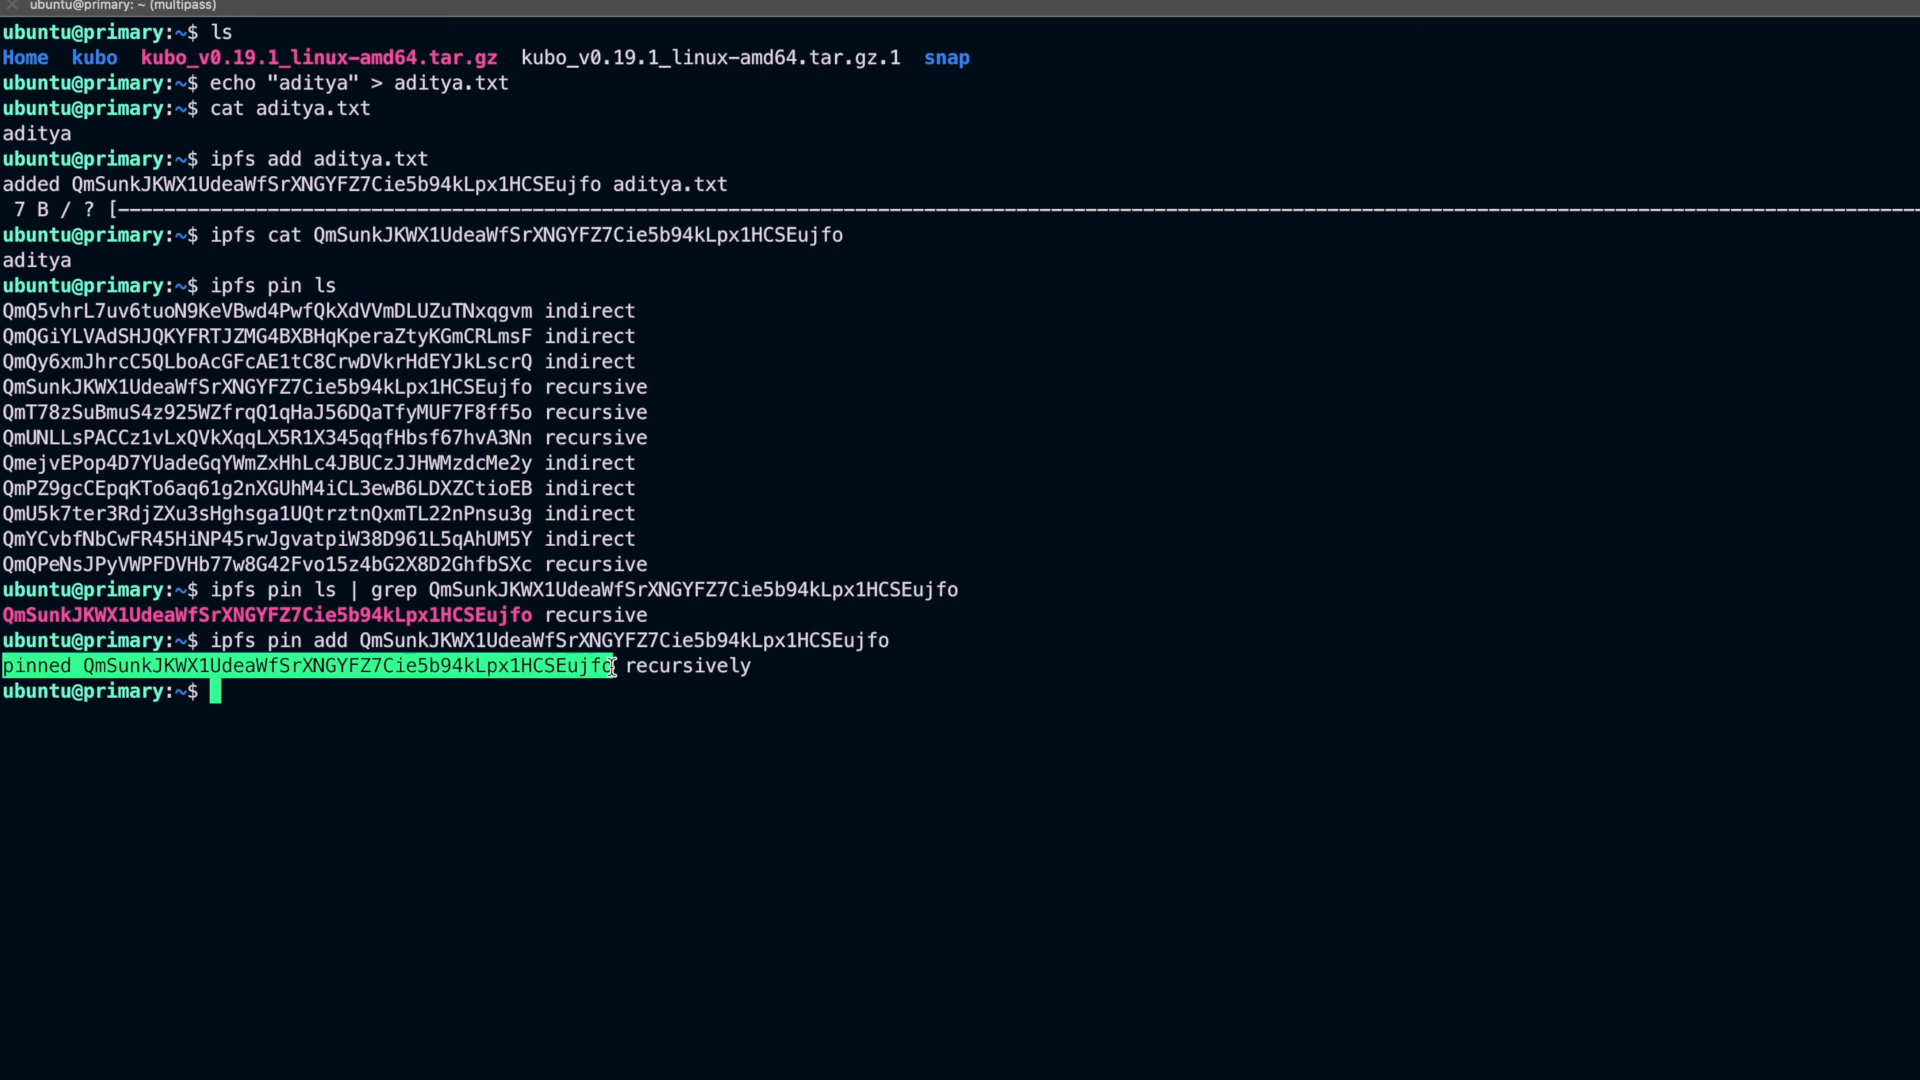 ubuntu@primary: ~ (multipass)
ubuntu@primary:~$ ls
Home kubo kubo_v0.19.1_linux-amd64.tar.gz kubo_v0.19.1_linux-amd64.tar.gz.1 snap
ubuntu@primary:~$ echo "aditya" > aditya.txt
ubuntu@primary:~$ cat aditya.txt
aditya
ubuntu@primary:~$ ipfs add aditya.txt
added QmSunkJKWX1UdeaWfSrXNGYFZ7Cie5b94kLpx1HCSEujfo aditya.txt
7 B / ? [------------------------------------------------------------
ubuntu@primary:~$ ipfs cat QmSunkJKWX1UdeaWfSrXNGYFZ7Cie5b94kLpx1HCSEujfo
aditya
ubuntu@primary:~$ ipfs pin ls
QmQ5vhrL7uv6tuoN9KeVBwd4PwfQkXdVVmDLUZuTNxqgvm indirect
QmQGiYLVAdSHJQKYFRTJZMG4BXBHqKperaZtyKGmCRLmsF indirect
QmQy6xmJhrcC5QLboAcGFcAE1tC8CrwDVkrHdEYJkLscrQ indirect
QmSunkJKWX1UdeaWfSrXNGYFZ7Cie5b94kLpx1HCSEujfo recursive
QmT78zSuBmuS4z925WZfrqQ1qHaJ56DQaTfyMUF7F8ff5o recursive
QmUNLLsPACCz1vLxQVkXqqLX5R1X345qqfHbsf67hvA3Nn recursive
QmejvEPop4D7YUadeGqYWmZxHhLc4JBUCzJJHWMzdcMe2y indirect
QmPZ9gcCEpqKTo6aq61g2nXGUhM4iCL3ewB6LDXZCtioEB indirect
QmU5k7ter3RdjZXu3sHghsga1UQtrztnQxmTL22nPnsu3g indirect
QmYCvbfNbCwFR45HiNP45rwJgvatpiW38D961L5qAhUM5Y indirect
QmQPeNsJPyVWPFDVHb77w8G42Fvo15z4bG2X8D2GhfbSXc recursive
ubuntu@primary:~$ ipfs pin ls | grep QmSunkJKWX1UdeaWfSrXNGYFZ7Cie5b94kLpx1HCSEujfo
QmSunkJKWX1UdeaWfSrXNGYFZ7Cie5b94kLpx1HCSEujfo recursive
ubuntu@primary:~$ ipfs pin add QmSunkJKWX1UdeaWfSrXNGYFZ7Cie5b94kLpx1HCSEujfo
pinned QmSunkJKWX1UdeaWfSrXNGYFZ7Cie5b94kLpx1HCSEujfo recursively
ubuntu@primary:~$